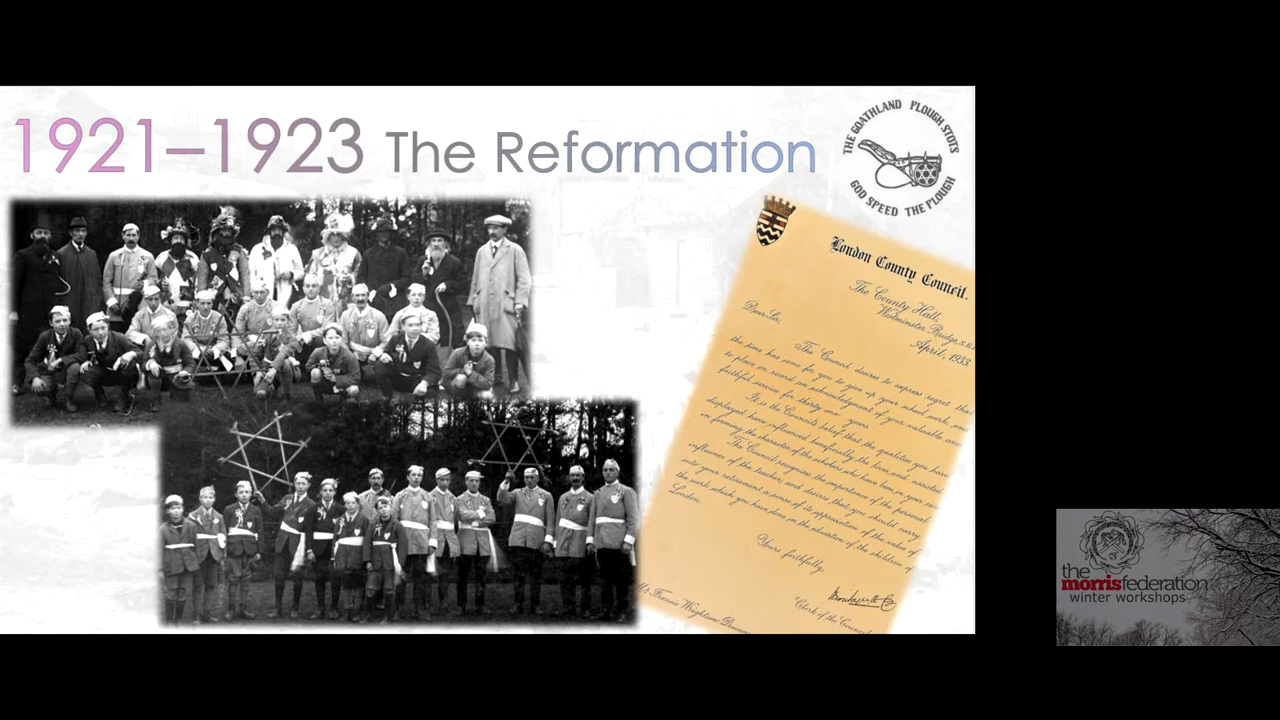 1921–1923 The Reformation
THE GOATHLAND PLOUGH STOTS
GOD SPEED THE PLOUGH
London County Council.
The County Hall,
Westminster Bridge, S.E.1
April, 1933.
Dear Sir,
The Council desires to express regret that
the time has come for you to give up your school work, and
to place on record an acknowledgment of your valuable and
faithful service for thirty one years
It is the Council's belief that the qualities you have
displayed have influenced beneficially the lives and assisted
in forming the character of the scholars who have been in your care
The Council recognises the importance of the personal
influence of the teacher, and desires that you should carry
into your retirement a sense of its appreciation of the value of
the work which you have done in the education of the children of
London.
Yours faithfully,
Clerk of the Council
Mr. Francis Wrightson
the
morrisfederation
winter workshops